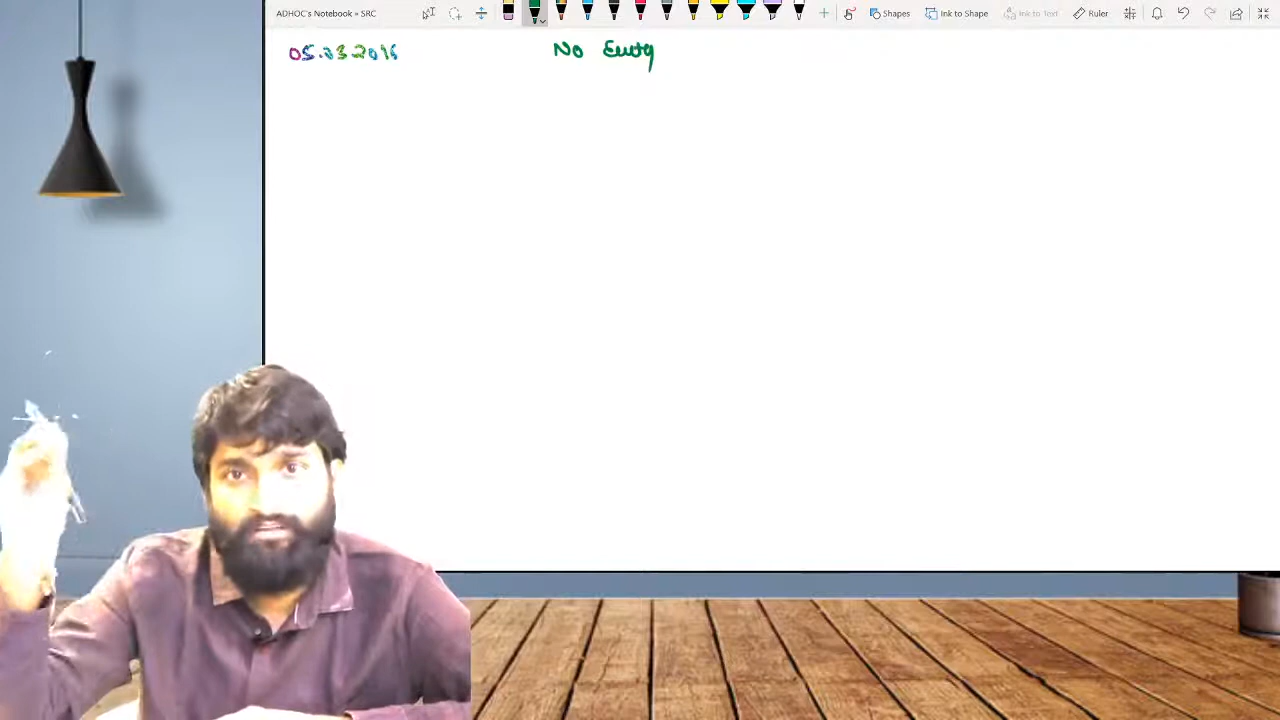 ADHOC's Notebook » SRC Shapes Ink to Shape Ink to Text Ruler
05.03.2016 No Entry